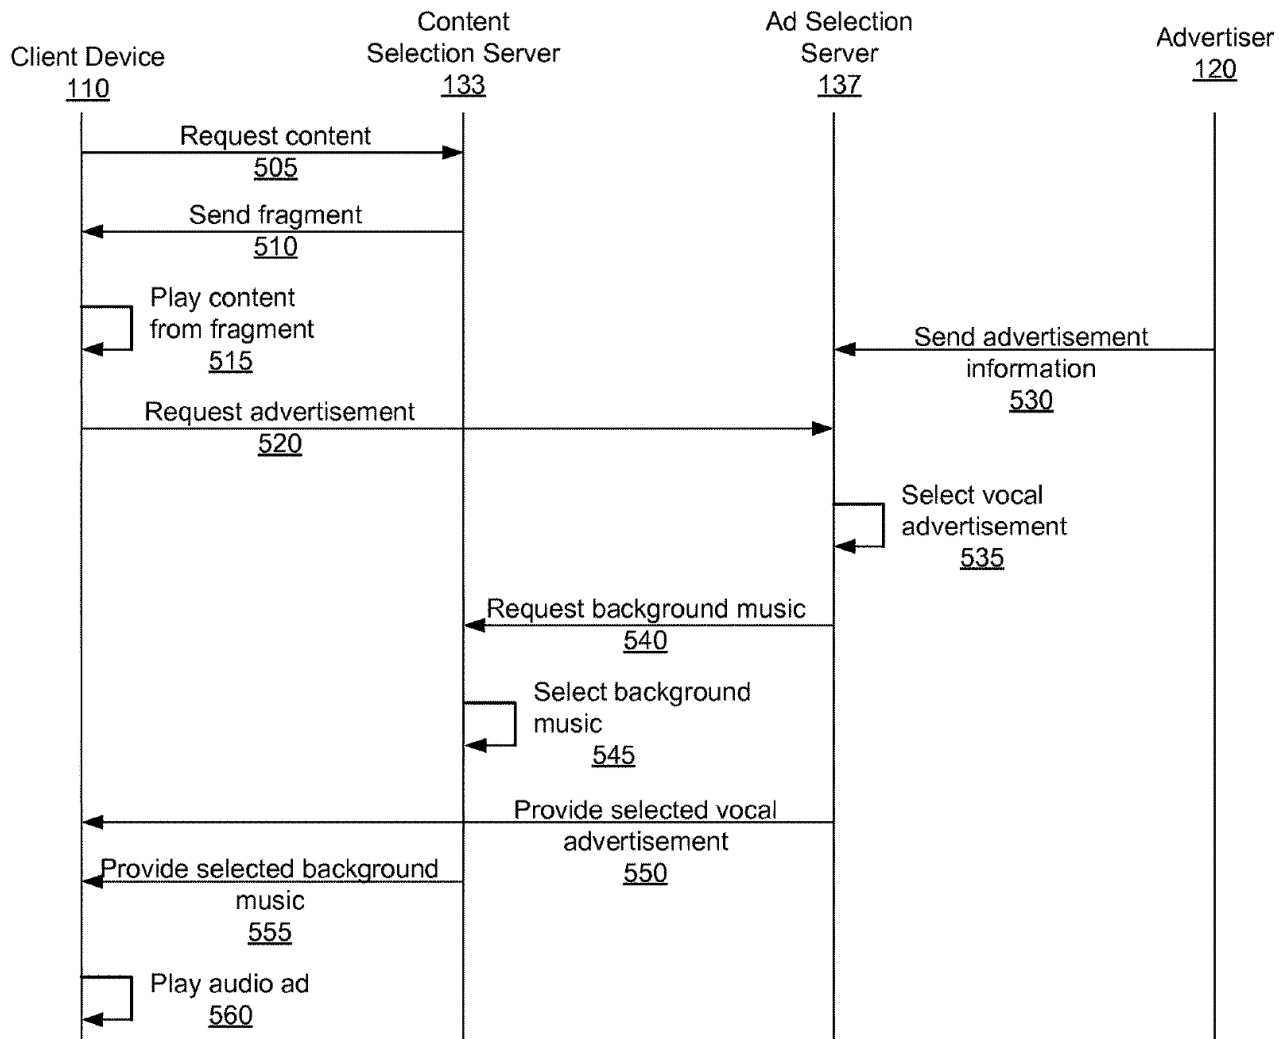 Client Device
110
Content
Selection Server
133
Ad Selection
Server
137
Advertiser
120
Request content
505
Send fragment
510
Play content
from fragment
515
Send advertisement
information
530
Request advertisement
520
Select vocal
advertisement
535
Request background music
540
Select background
music
545
Provide selected vocal
advertisement
550
Provide selected background
music
555
Play audio ad
560